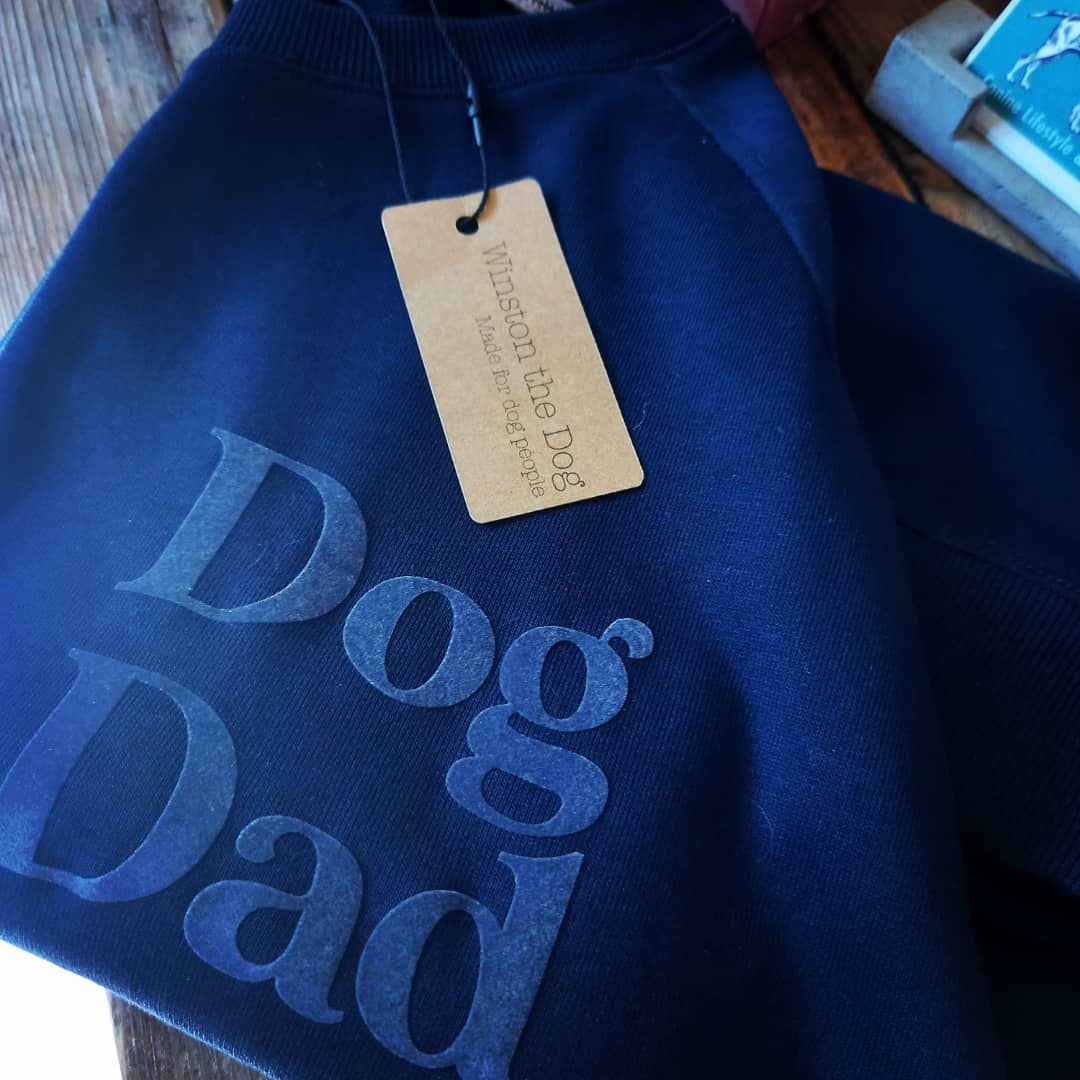 Winston the Dog
Made for dog people
Dog
Dad
Canine Lifestyle